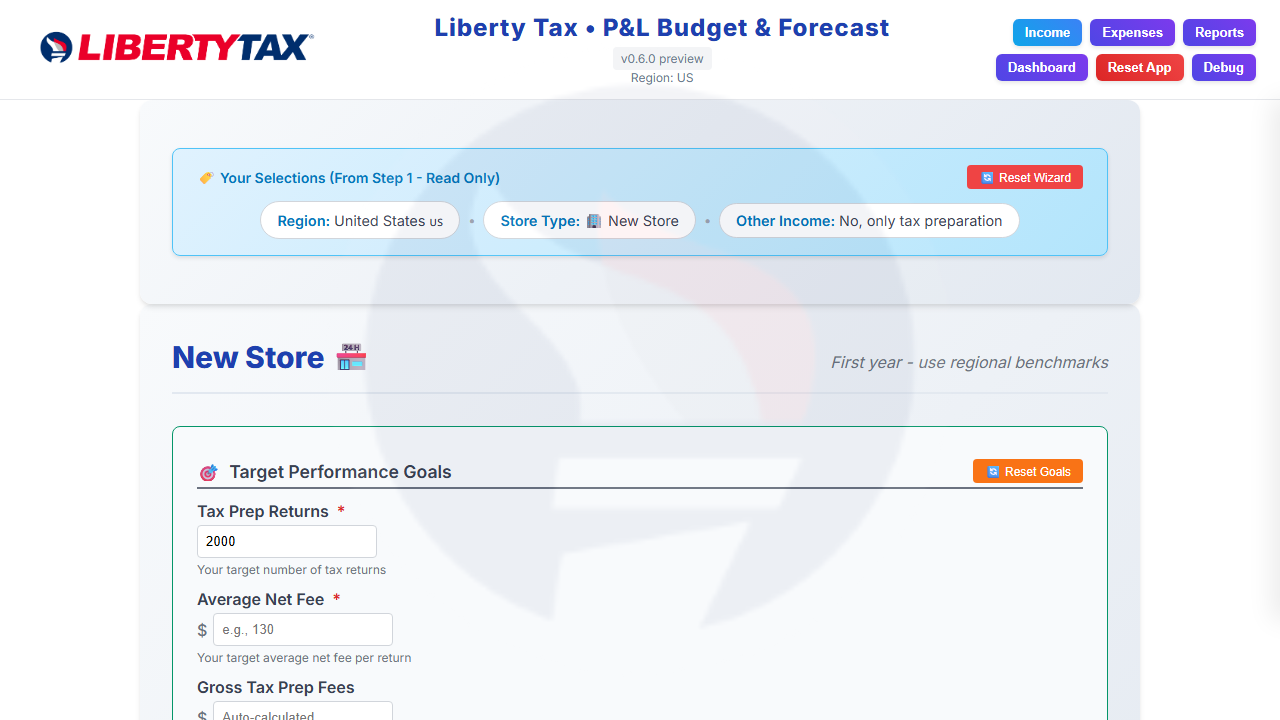 LIBERTYTAX
Liberty Tax • P&L Budget & Forecast
v0.6.0 preview
Region: US
Income
Expenses
Reports
Dashboard
Reset App
Debug
Your Selections (From Step 1 - Read Only)
Reset Wizard
Region: United States US
•
Store Type: New Store
•
Other Income: No, only tax preparation
New Store
24H
First year - use regional benchmarks
Target Performance Goals
Reset Goals
Tax Prep Returns *
2000
Your target number of tax returns
Average Net Fee *
$ e.g., 130
Your target average net fee per return
Gross Tax Prep Fees
$ Auto-calculated